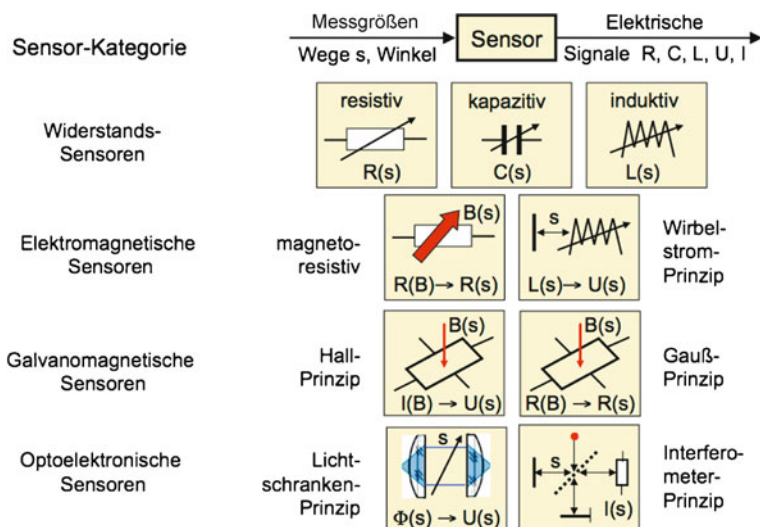 Sensor-Kategorie
Messgrößen
Wege s, Winkel
Sensor
Elektrische
Signale R, C, L, U, I
Widerstands-
Sensoren
resistiv
R(s)
kapazitiv
C(s)
induktiv
L(s)
Elektromagnetische
Sensoren
magneto-
resistiv
B(s)
R(B) → R(s)
s
L(s) → U(s)
Wirbel-
strom-
Prinzip
Galvanomagnetische
Sensoren
Hall-
Prinzip
B(s)
I(B) → U(s)
B(s)
R(B) → R(s)
Gauß-
Prinzip
Optoelektronische
Sensoren
Licht-
schranken-
Prinzip
s
Φ(s) → U(s)
s
I(s)
Interfero-
meter-
Prinzip